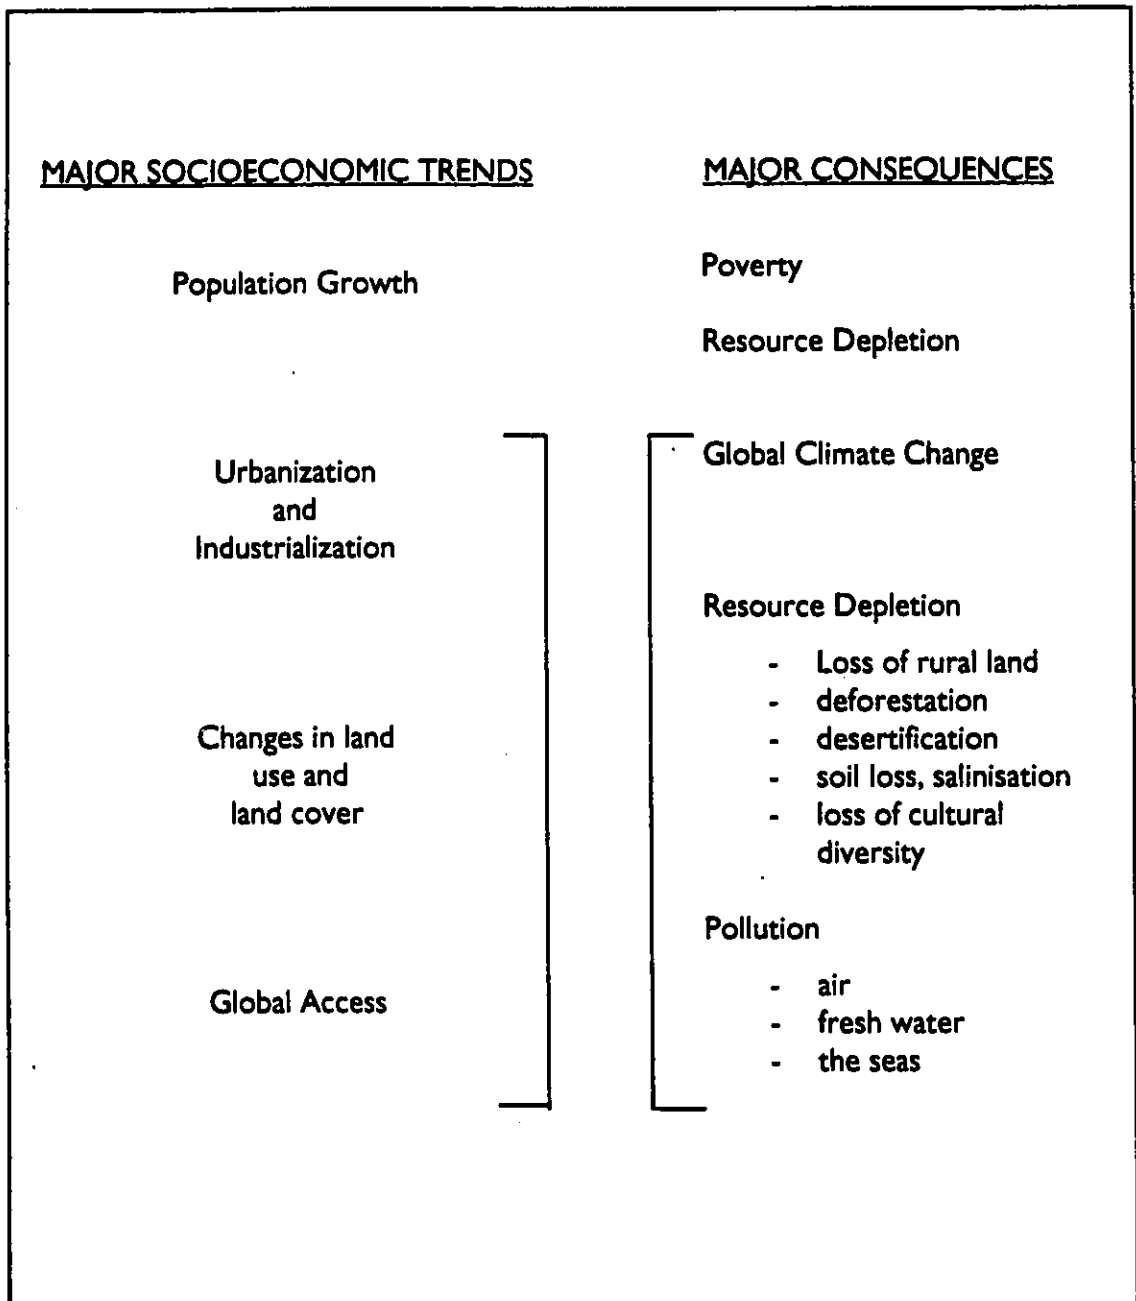 MAJOR SOCIOECONOMIC TRENDS
Population Growth
Urbanization
and
Industrialization
Changes in land
use and
land cover
Global Access
MAJOR CONSEQUENCES
Poverty
Resource Depletion
Global Climate Change
Resource Depletion
- Loss of rural land
- deforestation
- desertification
- soil loss, salinisation
- loss of cultural
diversity
Pollution
- air
- fresh water
- the seas